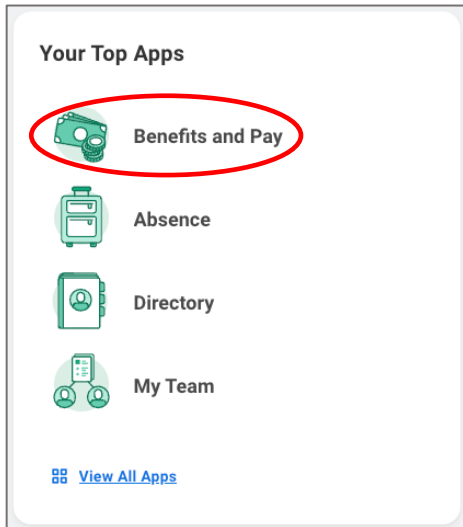 Your Top Apps
Benefits and Pay
Absence
Directory
My Team
View All Apps